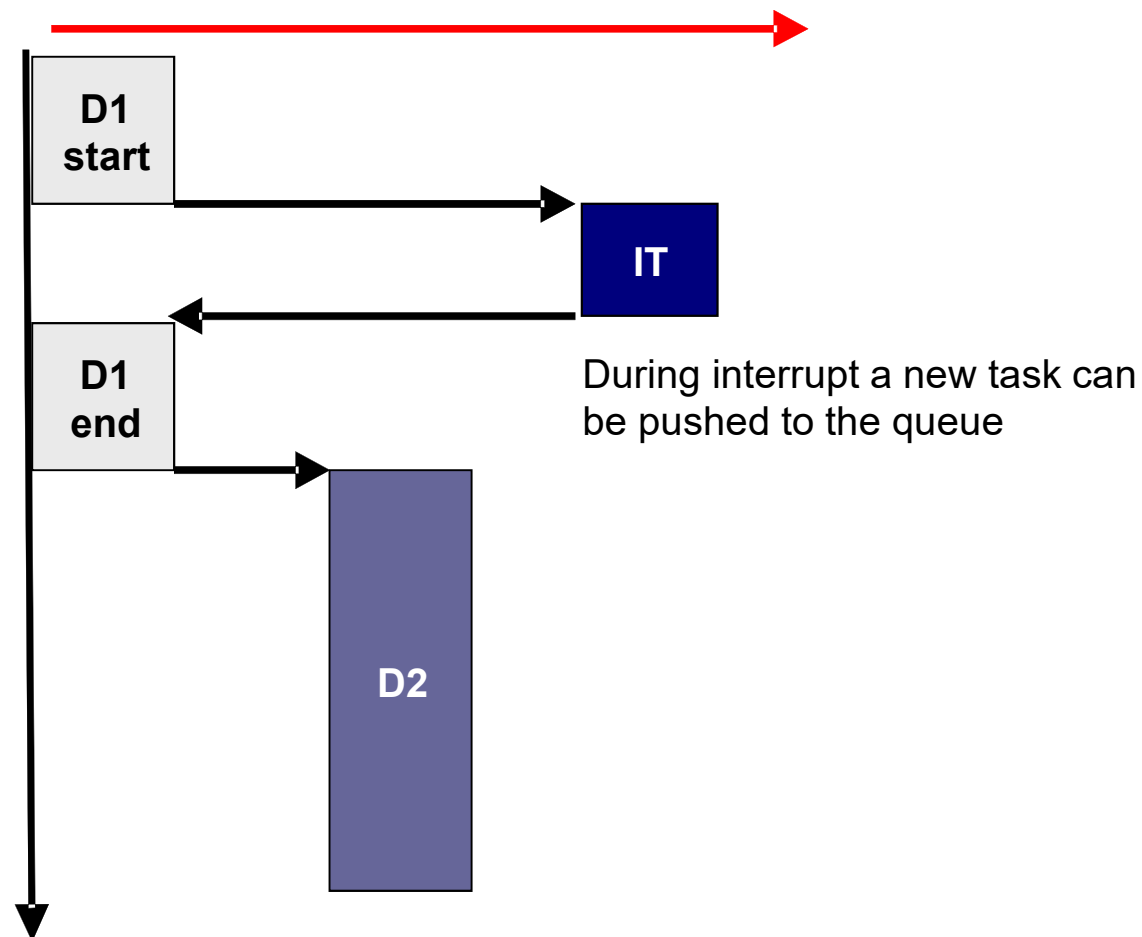 D1
start
IT
D1
end
During interrupt a new task can
be pushed to the queue
D2